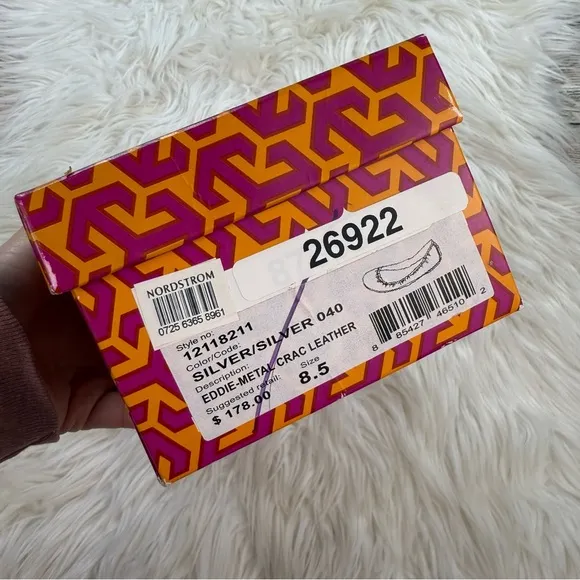 26922
NORDSTROM
0725 6365 8961
Style no:
12118211
Color/Code:
SILVER/SILVER 040
Description:
EDDIE-METAL CRAC LEATHER
Suggested retail: Size
$ 178.00 8.5
8 85427 46510 2